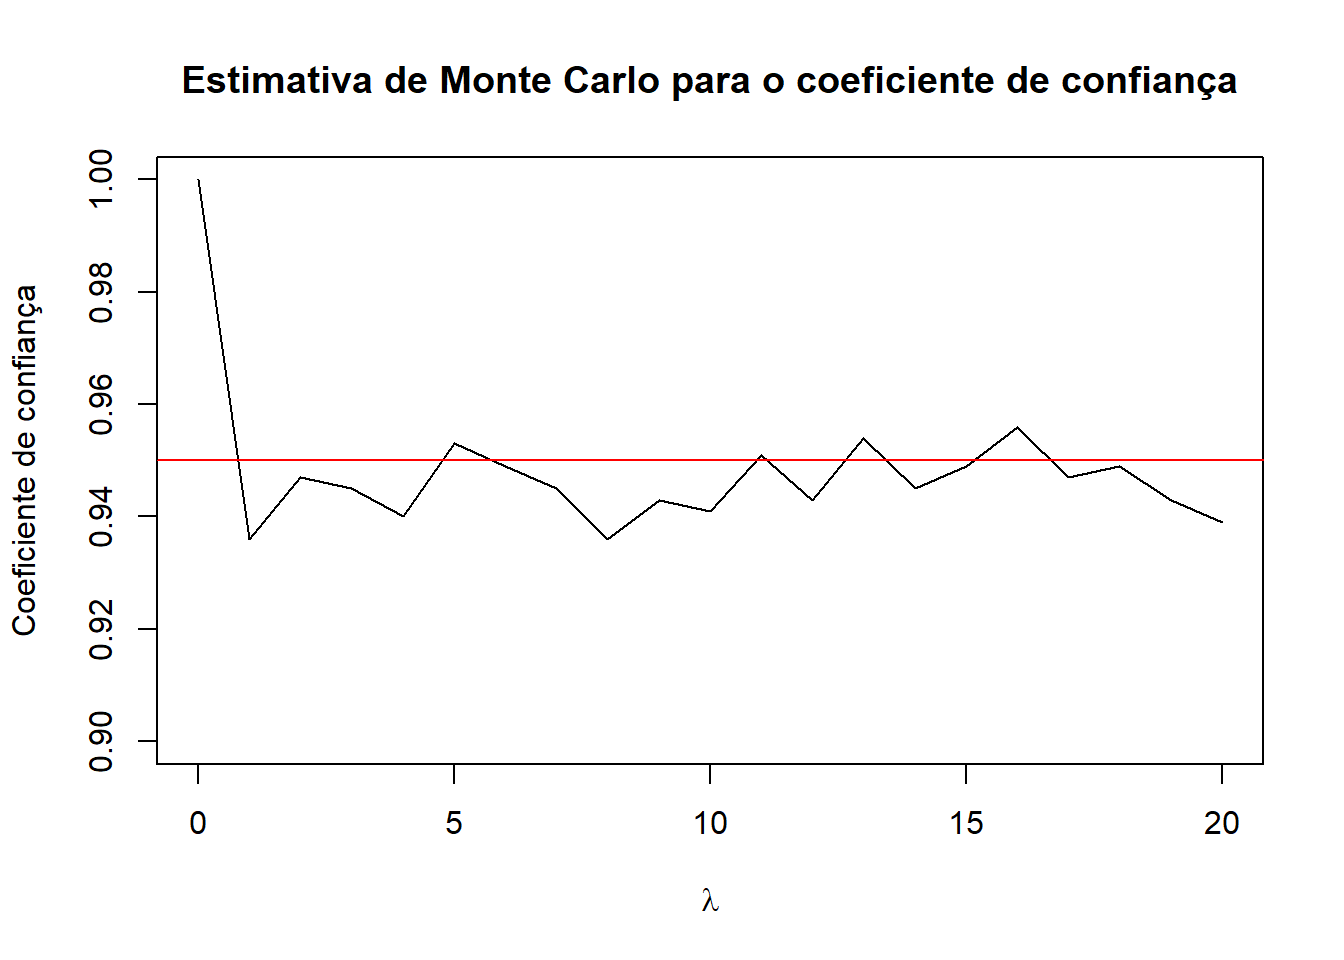 Estimativa de Monte Carlo para o coeficiente de confiança
Coeficiente de confiança
1.00
0.98
0.96
0.94
0.92
0.90
0 5 10 15 20
λ